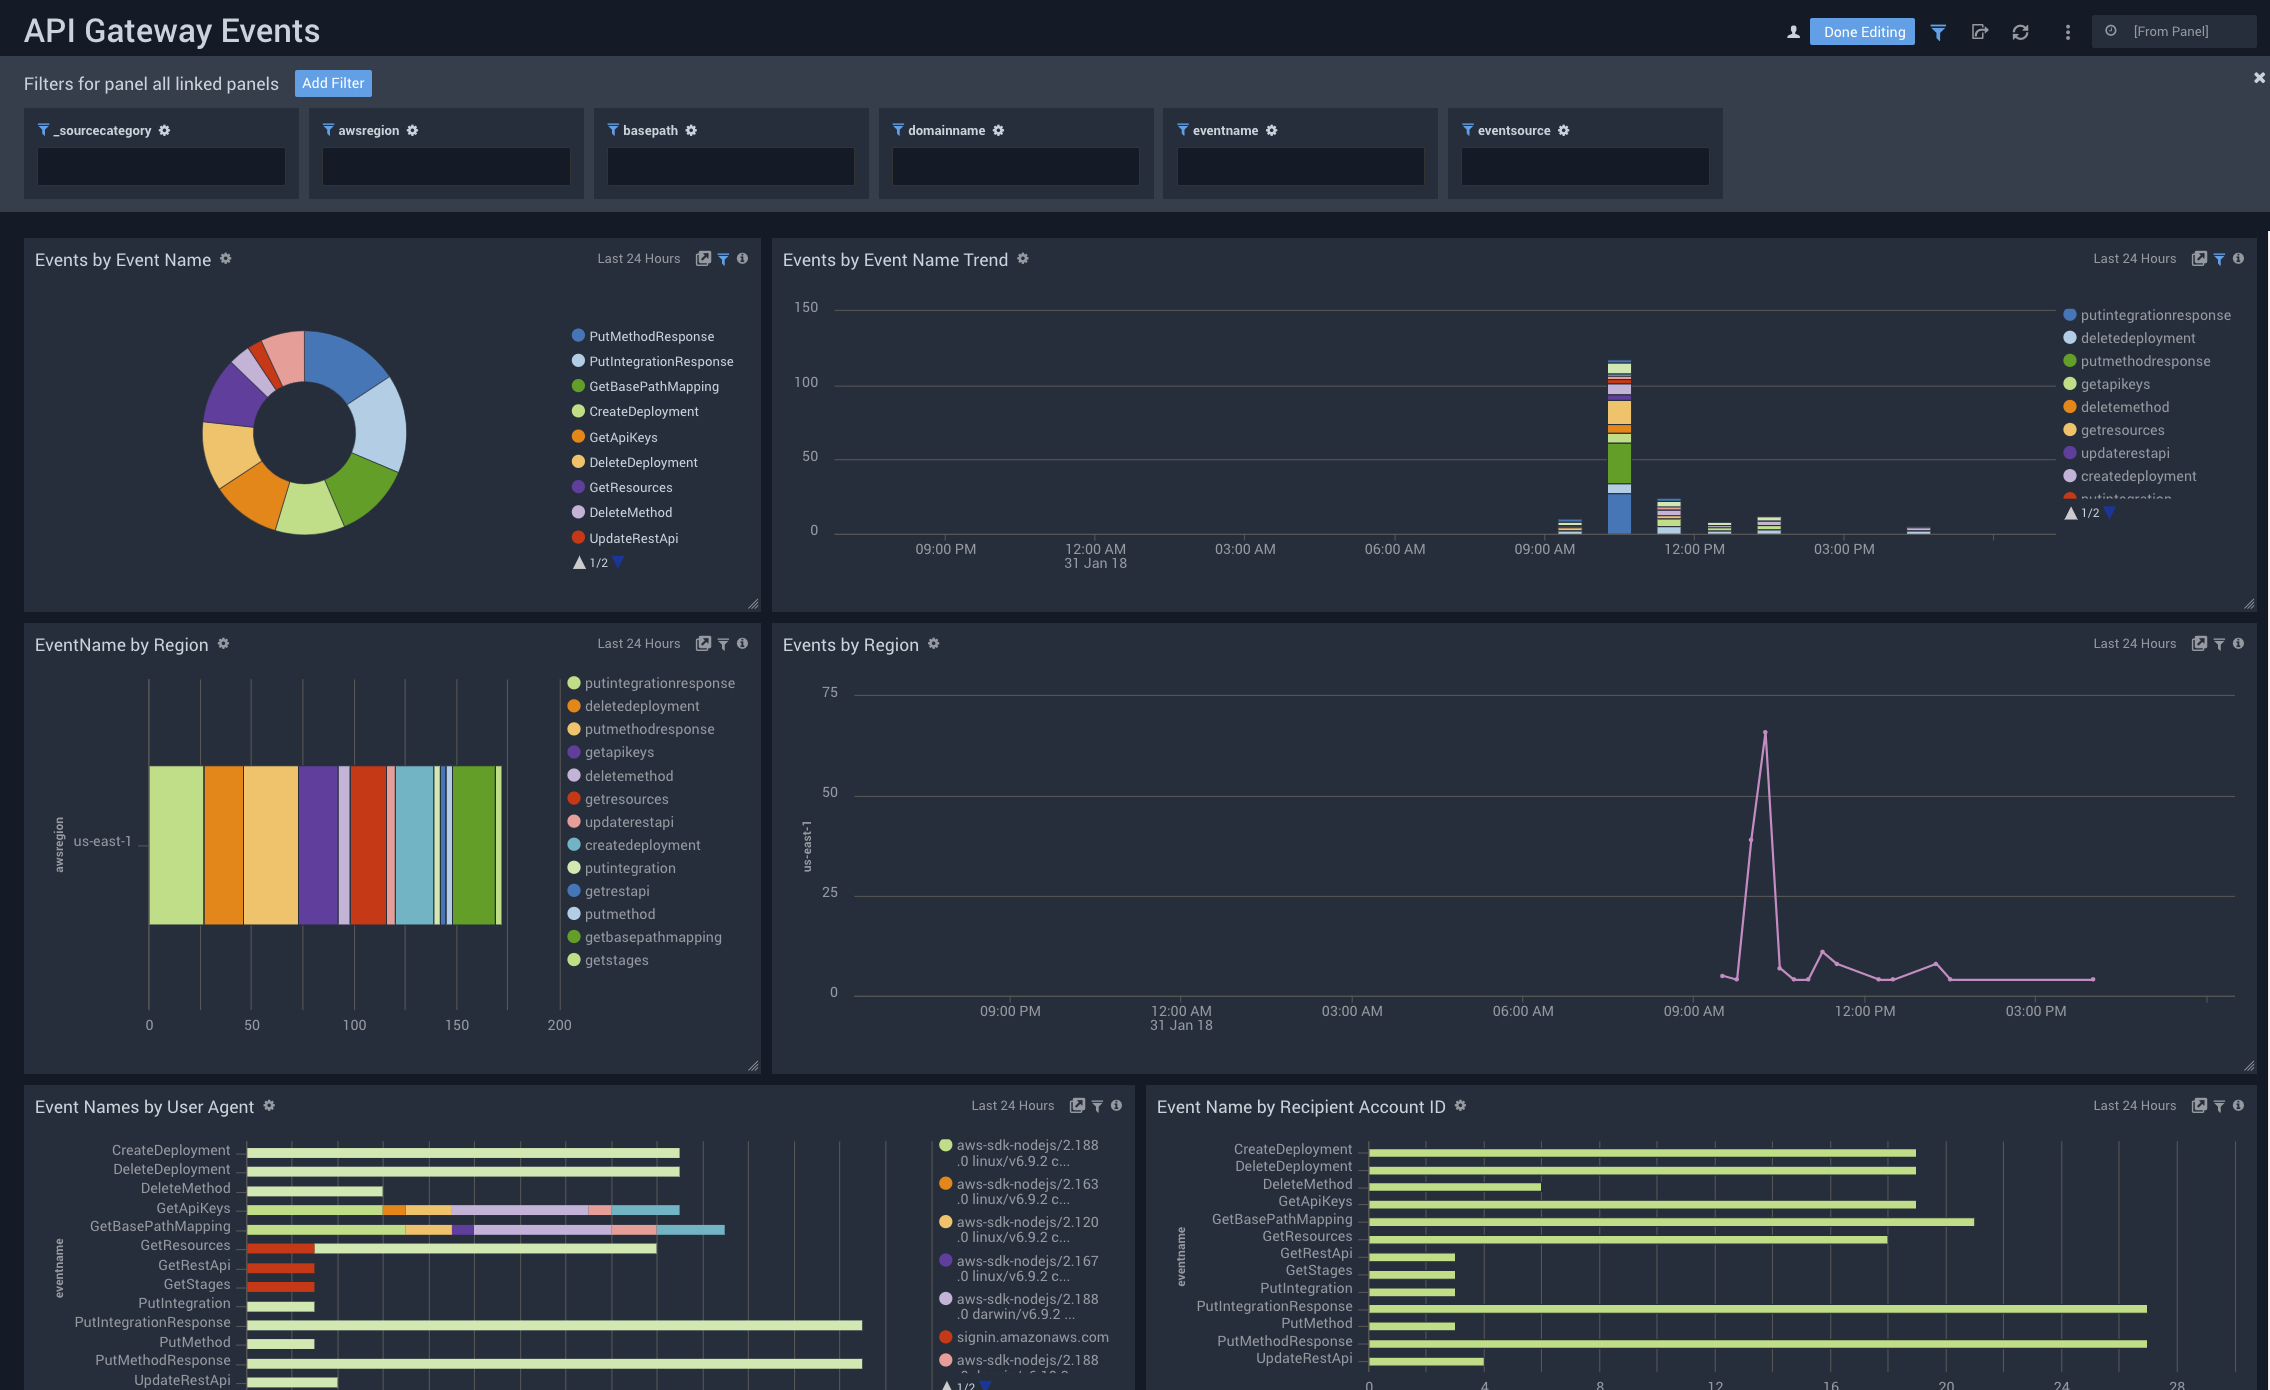 API Gateway Events
Done Editing
[From Panel]
Filters for panel all linked panels
Add Filter
_sourcecategory
awsregion
basepath
domainname
eventname
eventsource
Events by Event Name
Last 24 Hours
PutMethodResponse
PutIntegrationResponse
GetBasePathMapping
CreateDeployment
GetApiKeys
DeleteDeployment
GetResources
DeleteMethod
UpdateRestApi
1/2
Events by Event Name Trend
Last 24 Hours
150
100
50
0
09:00 PM
12:00 AM
31 Jan 18
03:00 AM
06:00 AM
09:00 AM
12:00 PM
03:00 PM
putintegrationresponse
deletedeployment
putmethodresponse
getapikeys
deletemethod
getresources
updaterestapi
createdeployment
putintegration
1/2
EventName by Region
Last 24 Hours
awsregion
us-east-1
0
50
100
150
200
putintegrationresponse
deletedeployment
putmethodresponse
getapikeys
deletemethod
getresources
updaterestapi
createdeployment
putintegration
getrestapi
putmethod
getbasepathmapping
getstages
Events by Region
Last 24 Hours
us-east-1
75
50
25
0
09:00 PM
12:00 AM
31 Jan 18
03:00 AM
06:00 AM
09:00 AM
12:00 PM
03:00 PM
Event Names by User Agent
Last 24 Hours
eventname
CreateDeployment
DeleteDeployment
DeleteMethod
GetApiKeys
GetBasePathMapping
GetResources
GetRestApi
GetStages
PutIntegration
PutIntegrationResponse
PutMethod
PutMethodResponse
UpdateRestApi
aws-sdk-nodejs/2.188
.0 linux/v6.9.2 c...
aws-sdk-nodejs/2.163
.0 linux/v6.9.2 c...
aws-sdk-nodejs/2.120
.0 linux/v6.9.2 c...
aws-sdk-nodejs/2.167
.0 linux/v6.9.2 c...
aws-sdk-nodejs/2.188
.0 darwin/v6.9.2 ...
signin.amazonaws.com
aws-sdk-nodejs/2.188
1/2
Event Name by Recipient Account ID
Last 24 Hours
eventname
CreateDeployment
DeleteDeployment
DeleteMethod
GetApiKeys
GetBasePathMapping
GetResources
GetRestApi
GetStages
PutIntegration
PutIntegrationResponse
PutMethod
PutMethodResponse
UpdateRestApi
0
4
8
12
16
20
24
28